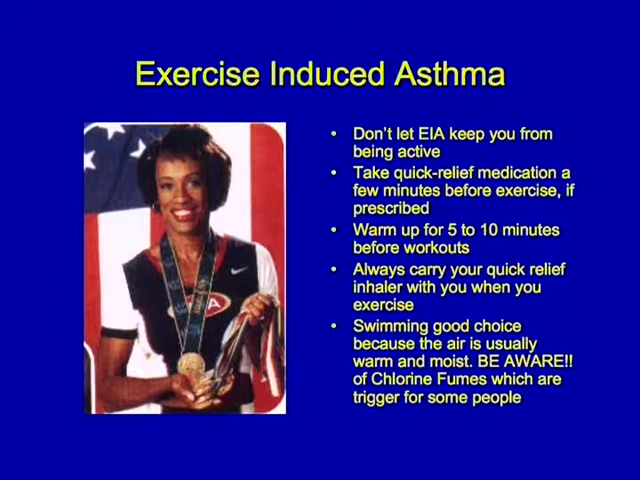 Exercise Induced Asthma
• Don't let EIA keep you from
being active
• Take quick-relief medication a
few minutes before exercise, if
prescribed
• Warm up for 5 to 10 minutes
before workouts
• Always carry your quick relief
inhaler with you when you
exercise
• Swimming good choice
because the air is usually
warm and moist. BE AWARE!!
of Chlorine Fumes which are
trigger for some people